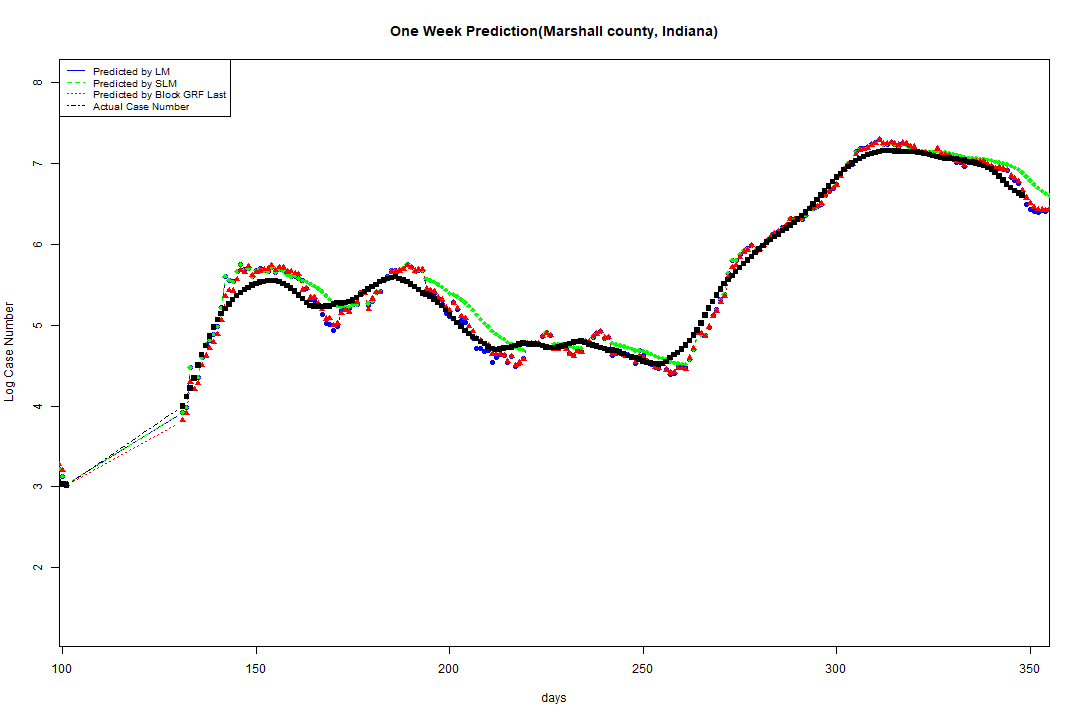 One Week Prediction(Marshall county, Indiana)
Predicted by LM
Predicted by SLM
Predicted by Block GRF Last
Actual Case Number
8
7
6
5
4
3
2
Log Case Number
100 150 200 250 300 350
days